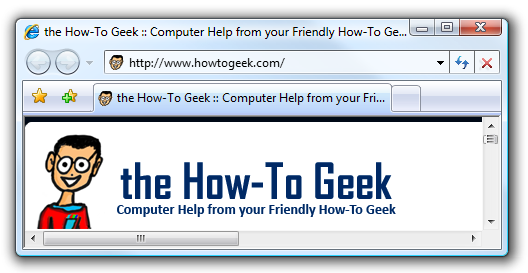 the How-To Geek :: Computer Help from your Friendly How-To Ge...
http://www.howtogeek.com/
the How-To Geek :: Computer Help from your Fri...
the How-To Geek
Computer Help from your Friendly How-To Geek